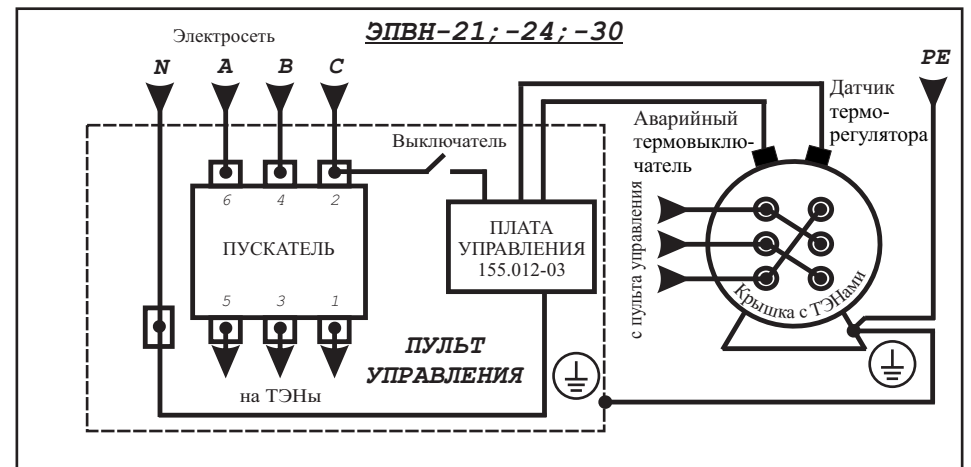 ЭПВН-21;-24;-30
Электросеть
N
A
B
C
PE
Датчик
термо-
регулятора
Аварийный
термовыклю-
чатель
Выключатель
6
4
2
ПУСКАТЕЛЬ
5
3
1
на ТЭНы
ПЛАТА
УПРАВЛЕНИЯ
155.012-03
ПУЛЬТ
УПРАВЛЕНИЯ
с пульта управления
Крышка с ТЭНами